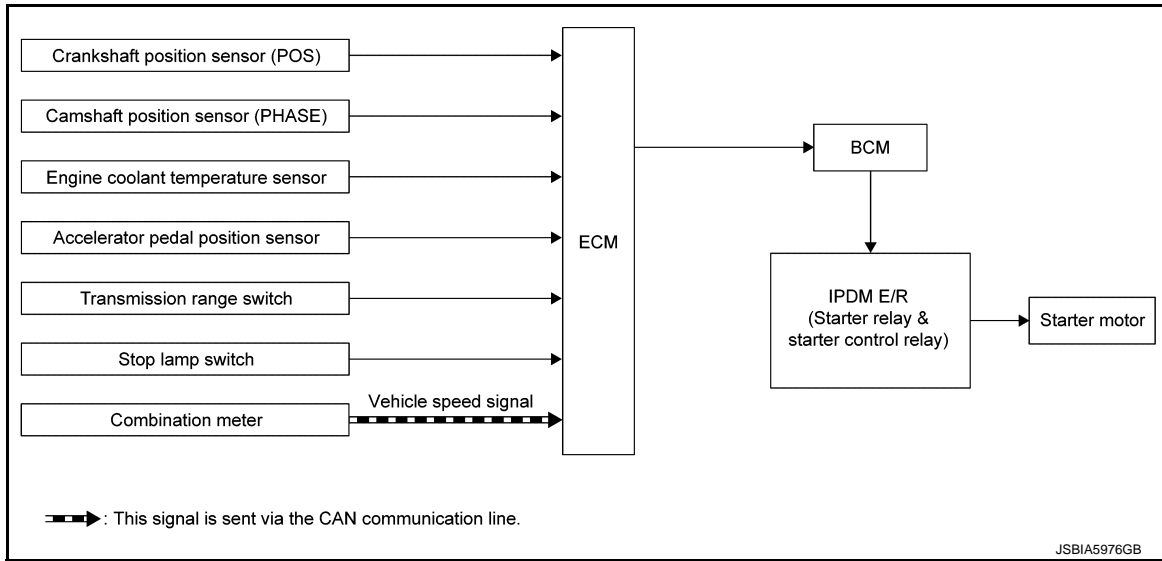 Crankshaft position sensor (POS)
Camshaft position sensor (PHASE)
Engine coolant temperature sensor
Accelerator pedal position sensor
Transmission range switch
Stop lamp switch
Combination meter
Vehicle speed signal
ECM
BCM
IPDM E/R
(Starter relay &
starter control relay)
Starter motor
: This signal is sent via the CAN communication line.
JSBIA5976GB